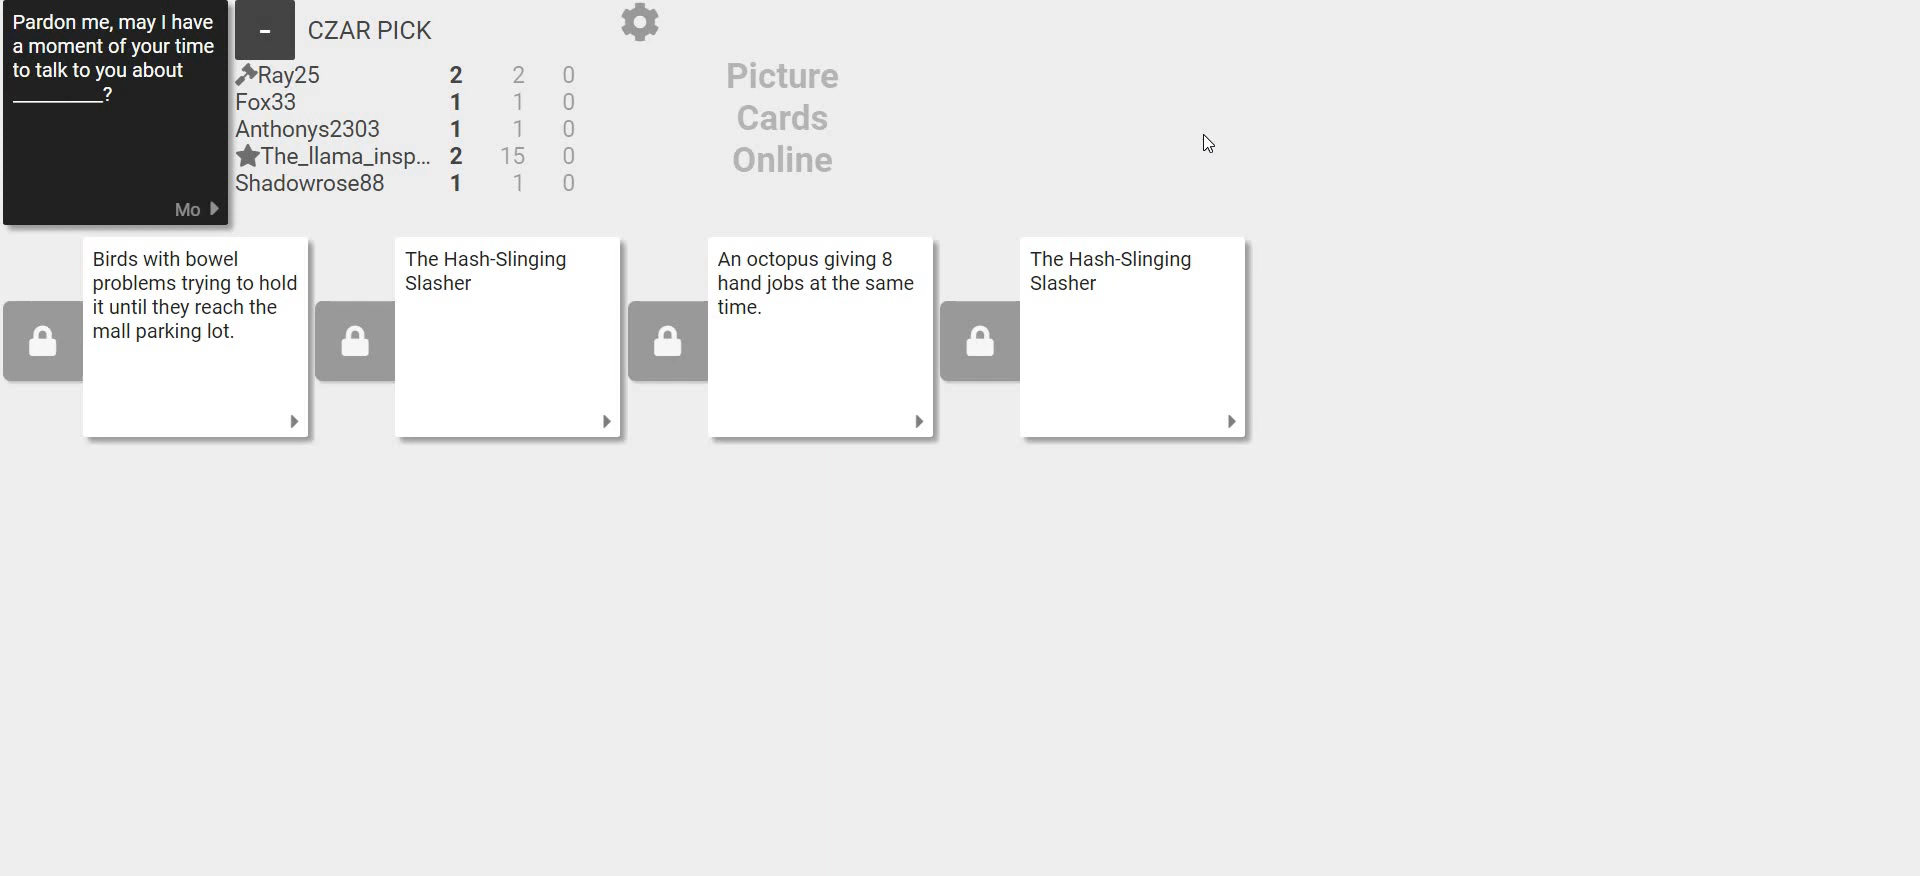 Pardon me, may I have
a moment of your time
to talk to you about
_________?
Mo
-
CZAR PICK
Ray25 2 2 0
Fox33 1 1 0
Anthonys2303 1 1 0
The_llama_insp... 2 15 0
Shadowrose88 1 1 0
Picture
Cards
Online
Birds with bowel
problems trying to hold
it until they reach the
mall parking lot.
The Hash-Slinging
Slasher
An octopus giving 8
hand jobs at the same
time.
The Hash-Slinging
Slasher